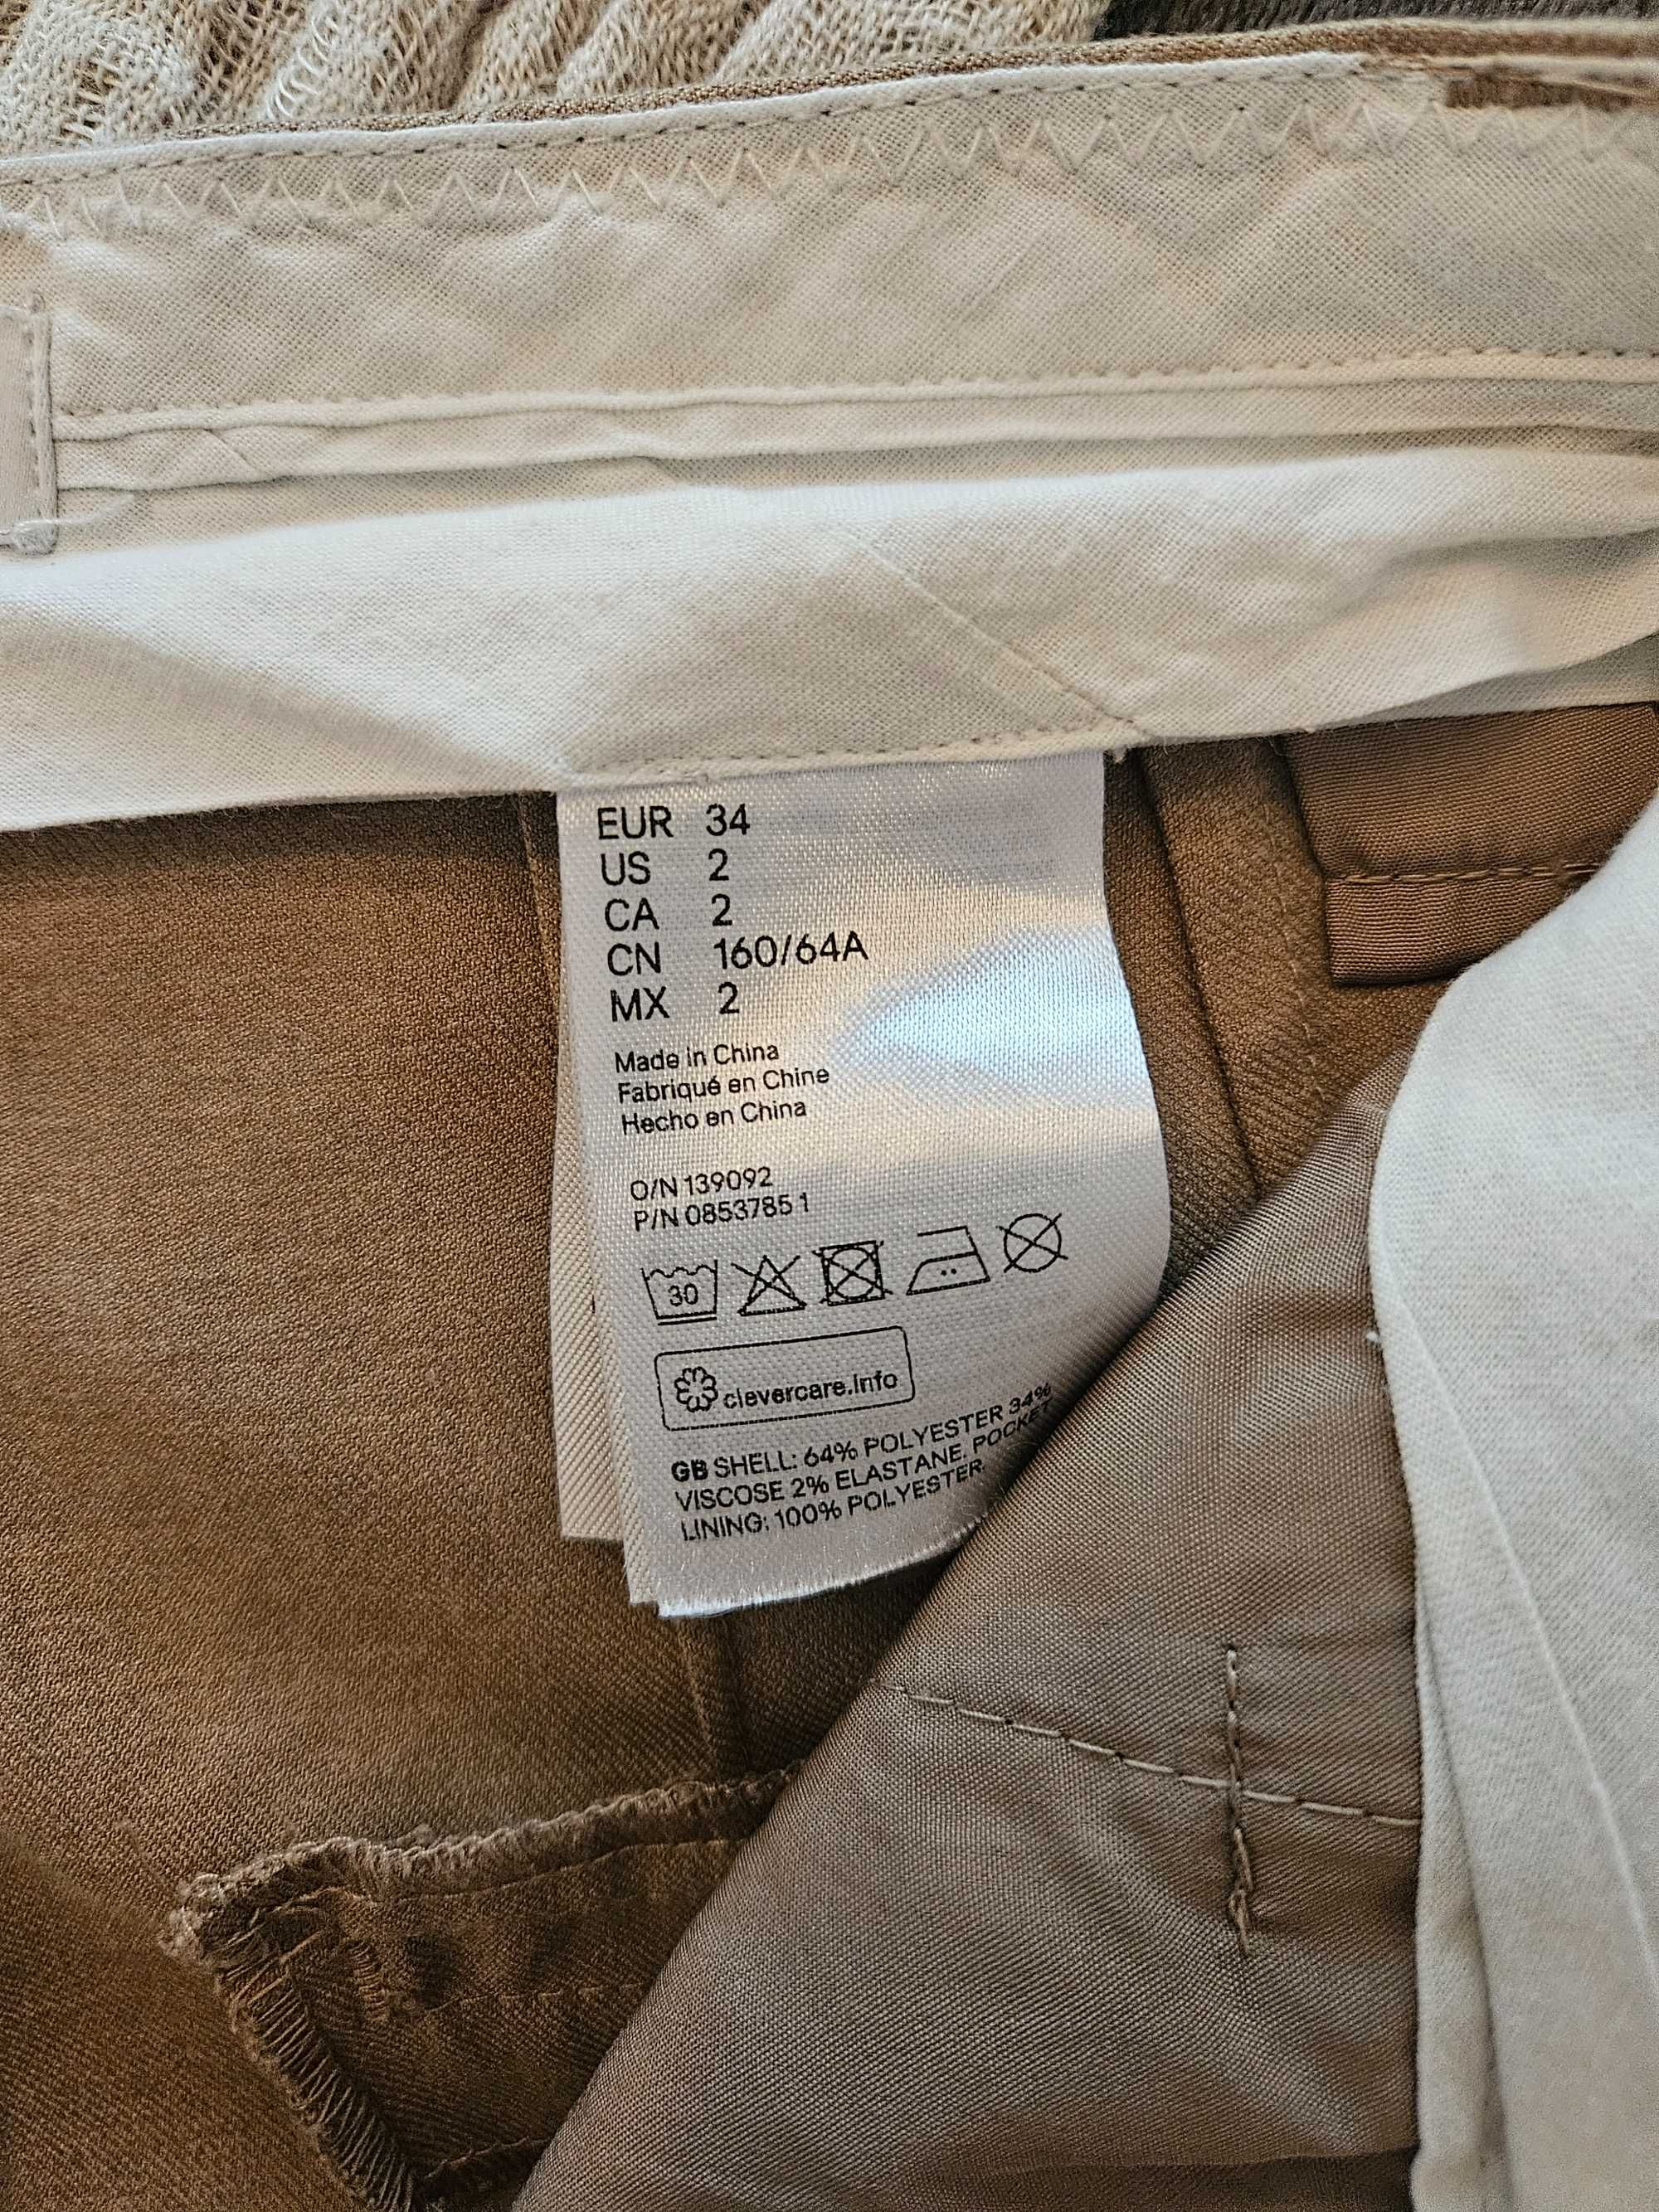 EUR 34
US 2
CA 2
CN 160/64A
MX 2
Made in China
Fabriqué en Chine
Hecho en China
O/N 139092
P/N 0853785 1
30
clevercare.info
GB SHELL: 64% POLYESTER 34%
VISCOSE 2% ELASTANE. POCKET
LINING: 100% POLYESTER.